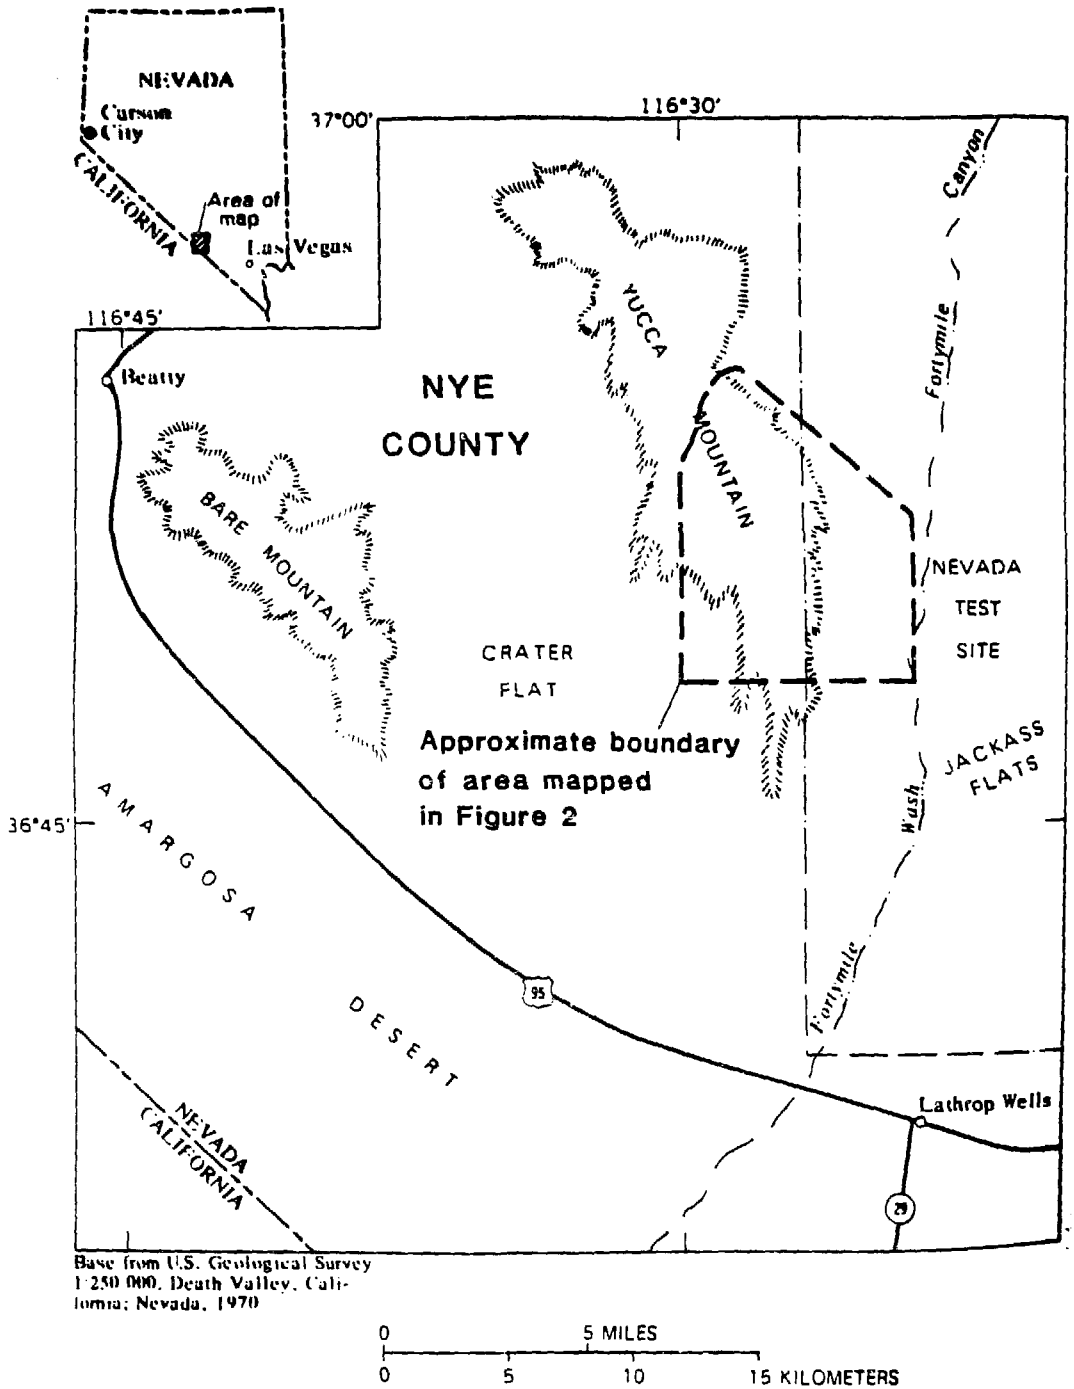 NEVADA
Carson
City
CALIFORNIA
Area of
map
Las Vegas
116°45'
37°00'
116°30'
Canyon
Fortymile
YUCCA
MOUNTAIN
Beatty
NYE
COUNTY
BARE MOUNTAIN
NEVADA
TEST
SITE
CRATER
FLAT
Approximate boundary
of area mapped
in Figure 2
JACKASS
FLATS
Wash
36°45'
AMARGOSA
DESERT
95
Fortymile
Lathrop Wells
29
NEVADA
CALIFORNIA
Base from U.S. Geological Survey
1:250 000, Death Valley, Cali-
fornia; Nevada, 1970
0 5 MILES
0 5 10 15 KILOMETERS